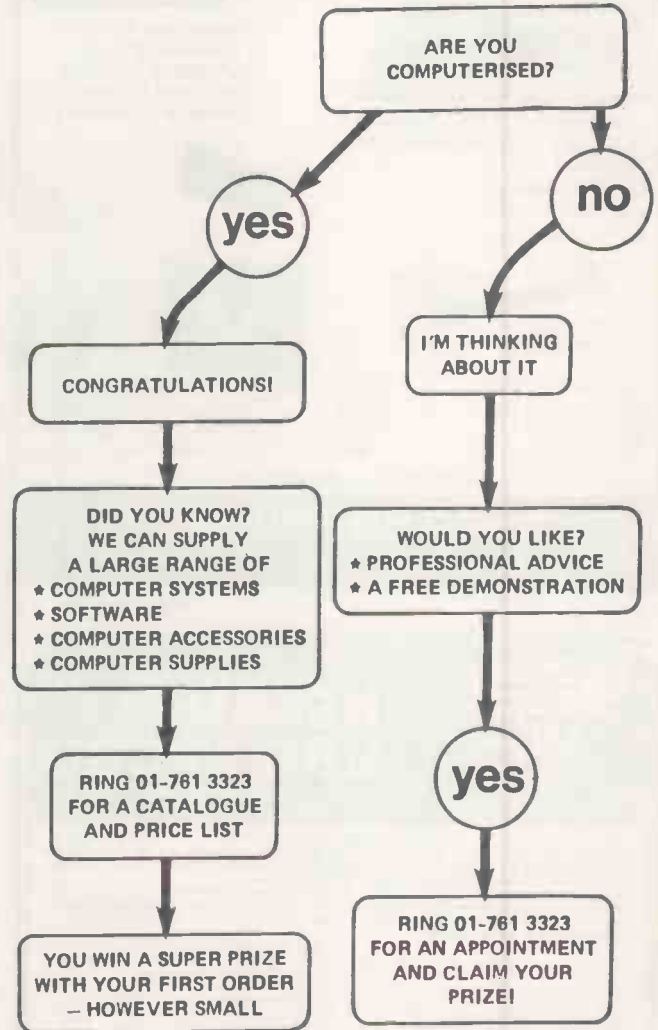 ARE YOU
COMPUTERISED?
yes
no
CONGRATULATIONS!
I'M THINKING
ABOUT IT
DID YOU KNOW?
WE CAN SUPPLY
A LARGE RANGE OF
★ COMPUTER SYSTEMS
★ SOFTWARE
★ COMPUTER ACCESSORIES
★ COMPUTER SUPPLIES
WOULD YOU LIKE?
★ PROFESSIONAL ADVICE
★ A FREE DEMONSTRATION
RING 01-761 3323
FOR A CATALOGUE
AND PRICE LIST
yes
YOU WIN A SUPER PRIZE
WITH YOUR FIRST ORDER
– HOWEVER SMALL
RING 01-761 3323
FOR AN APPOINTMENT
AND CLAIM YOUR
PRIZE!